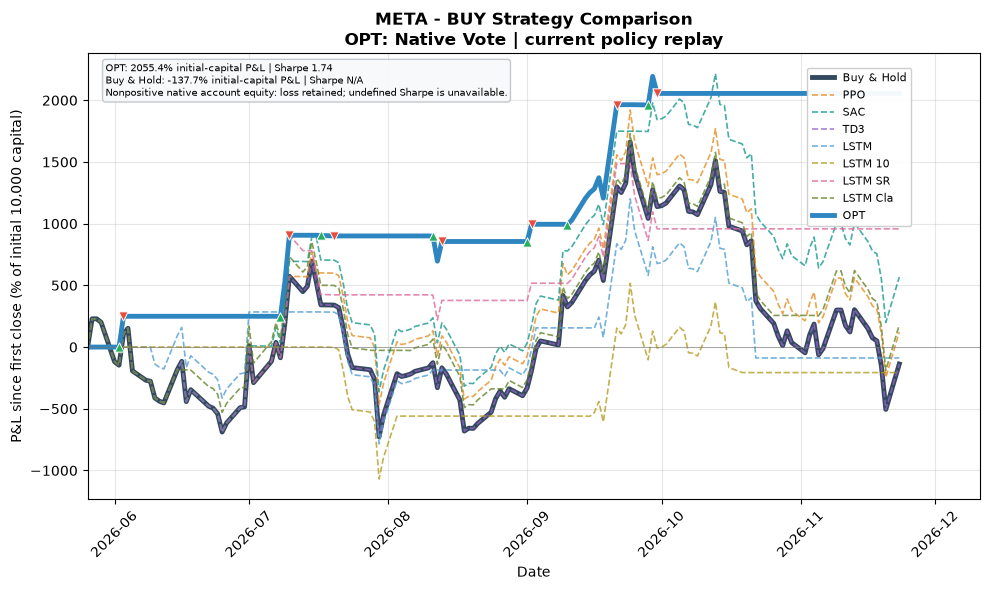 META - BUY Strategy Comparison
OPT: Native Vote | current policy replay
OPT: 2055.4% initial-capital P&L | Sharpe 1.74
Buy & Hold: -137.7% initial-capital P&L | Sharpe N/A
Nonpositive native account equity: loss retained; undefined Sharpe is unavailable.
Buy & Hold
PPO
SAC
TD3
LSTM
LSTM 10
LSTM SR
LSTM Cla
OPT
P&L since first close (% of initial 10,000 capital)
2000
1500
1000
500
0
−500
−1000
2026-06
2026-07
2026-08
2026-09
2026-10
2026-11
2026-12
Date